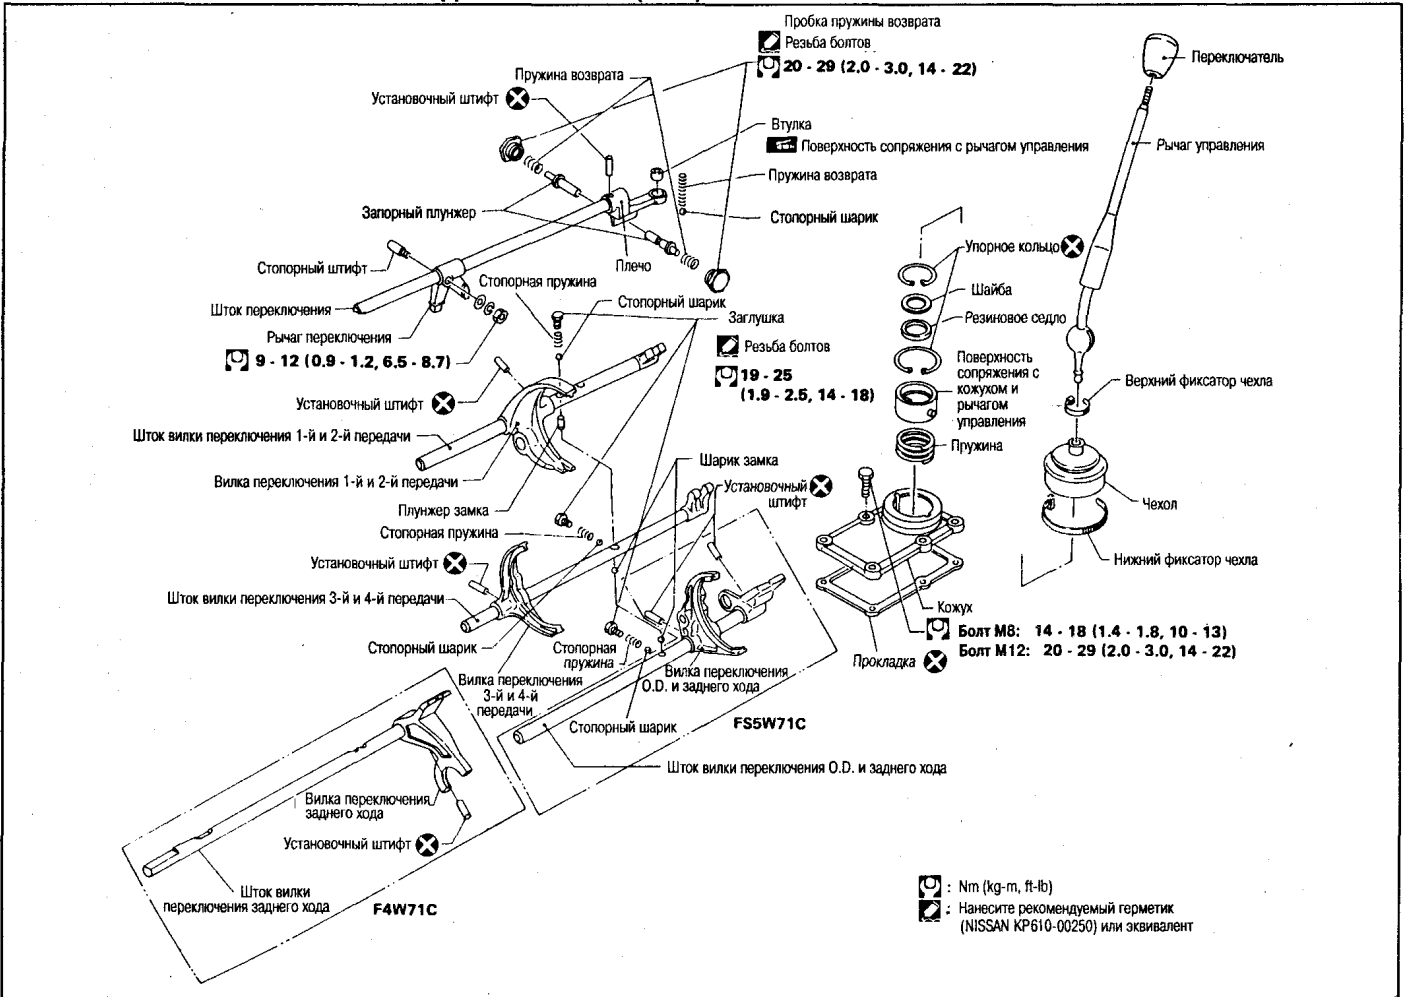 Пробка пружины возврата
Резьба болтов
20 - 29 (2.0 - 3.0, 14 - 22)
Переключатель
Пружина возврата
Установочный штифт
Втулка
Поверхность сопряжения с рычагом управления
Рычаг управления
Пружина возврата
Запорный плунжер
Стопорный шарик
Упорное кольцо
Плечо
Стопорный штифт
Стопорная пружина
Шайба
Шток переключения
Стопорный шарик
Заглушка
Резиновое седло
Рычаг переключения
9 - 12 (0.9 - 1.2, 6.5 - 8.7)
Резьба болтов
19 - 25
(1.9 - 2.5, 14 - 18)
Поверхность
сопряжения с
кожухом и
рычагом
управления
Верхний фиксатор чехла
Установочный штифт
Шток вилки переключения 1-й и 2-й передачи
Пружина
Шарик замка
Вилка переключения 1-й и 2-й передачи
Установочный
штифт
Чехол
Плунжер замка
Стопорная пружина
Установочный штифт
Нижний фиксатор чехла
Шток вилки переключения 3-й и 4-й передачи
Кожух
Болт М8: 14 - 18 (1.4 - 1.8, 10 - 13)
Болт М12: 20 - 29 (2.0 - 3.0, 14 - 22)
Прокладка
Стопорный шарик
Стопорная
пружина
Вилка переключения
O.D. и заднего хода
Вилка переключения
3-й и 4-й
передачи
Стопорный шарик
FS5W71C
Шток вилки переключения O.D. и заднего хода
Вилка переключения
заднего хода
Установочный штифт
Шток вилки
переключения заднего хода
F4W71C
: Nm (kg-m, ft-lb)
: Нанесите рекомендуемый герметик
(NISSAN KP610-00250) или эквивалент